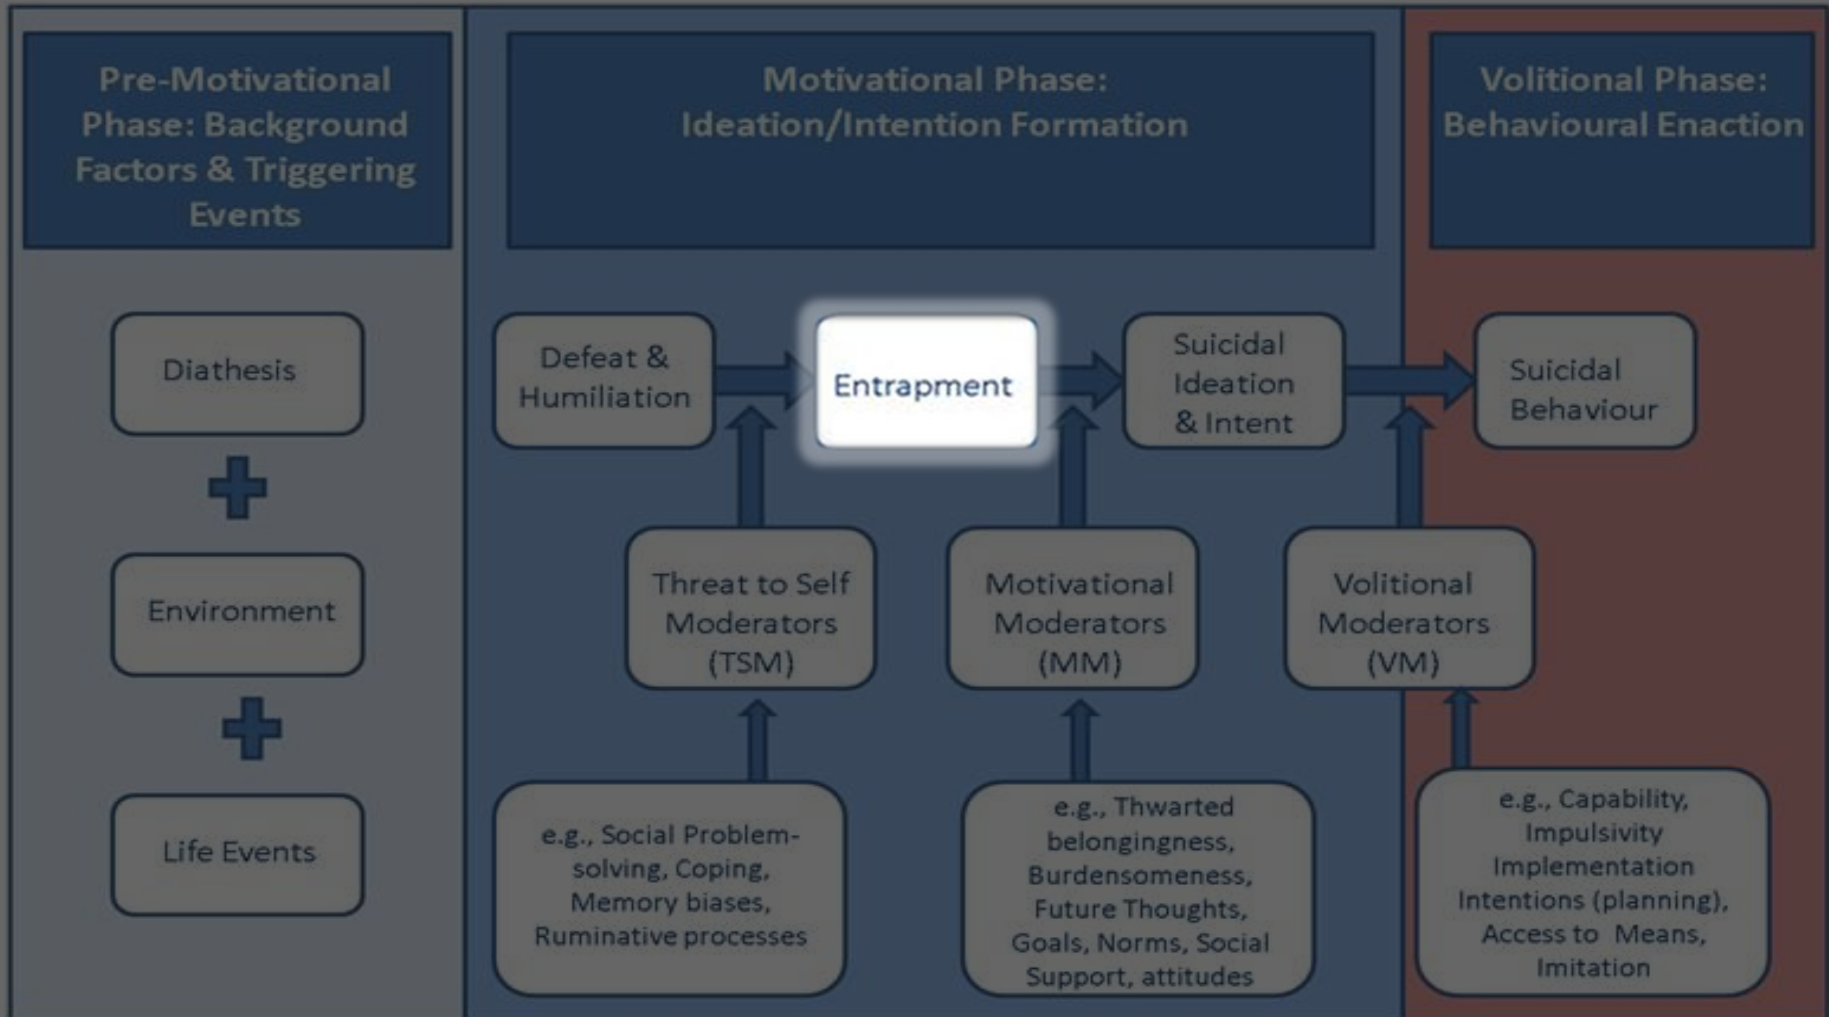 Pre-Motivational
Phase: Background
Factors & Triggering
Events
Motivational Phase:
Ideation/Intention Formation
Volitional Phase:
Behavioural Enaction
Diathesis
Environment
Life Events
Defeat &
Humiliation
Entrapment
Suicidal
Ideation
& Intent
Suicidal
Behaviour
Threat to Self
Moderators
(TSM)
Motivational
Moderators
(MM)
Volitional
Moderators
(VM)
e.g., Social Problem-
solving, Coping,
Memory biases,
Ruminative processes
e.g., Thwarted
belongingness,
Burdensomeness,
Future Thoughts,
Goals, Norms, Social
Support, attitudes
e.g., Capability,
Impulsivity
Implementation
Intentions (planning),
Access to Means,
Imitation